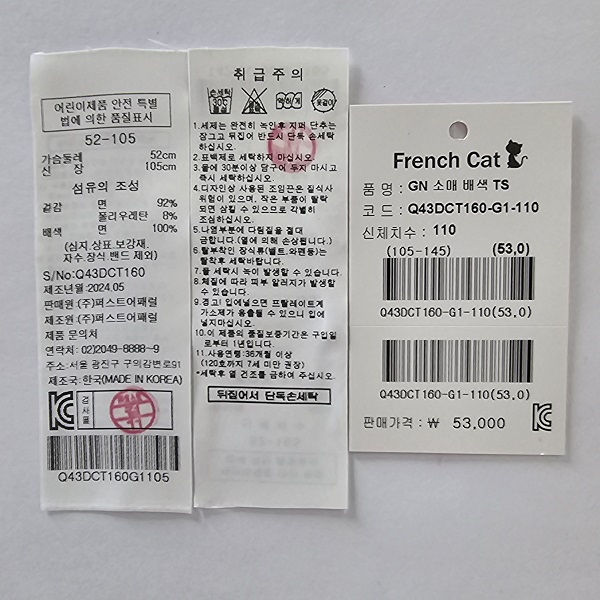 어린이제품 안전 특별
법에 의한 품질표시
52-105
가슴둘레 52cm
신 장 105cm
섬유의 조성
겉감 면 92%
폴리우레탄 8%
배색 면 100%
(심지,상표,보강재,
자수,장식 밴드 제외)
S/No:Q43DCT160
제조년월:2024.05
판매원:(주)퍼스트어패럴
제조원:(주)퍼스트어패럴
제품 문의처
연락처: 02)2049-8888~9
주소:서울 광진구 구의강변로91
제조국:한국(MADE IN KOREA)
검사필
Q43DCT160G1105
취급주의
손세탁
30℃
중성
약하게
옷걸이
1.세제는 완전히 녹인후 지퍼 단추는
잠그고 뒤집어 반드시 단독 손세탁
하십시오.
2.표백제로 세탁하지 마십시오.
3.물에 30분이상 담구어 두지 마시고
즉시 세탁하십시오.
4.디자인상 사용된 조임끈은 질식사
위험이 있으며, 작은 부품이 탈락
되면 삼킬 수 있으므로 각별히
조심하십시오.
5.나염부분에 다림질을 절대
금합니다.(열에 의해 손상됩니다.)
6.탈부착인 장식류(벨트,와펜등)는
탈착후 세탁바랍니다.
7.물 세탁시 녹이 발생할 수 있습니다.
8.체질에 따라 피부 알러지가 발생할
수 있습니다.
9.경고! 입에넣으면 프탈레이트계
가소제가 용출될 수 있으니 입에
넣지마십시오.
10.이 제품의 품질보증기간은 구입일
로부터 1년입니다.
11.사용연령:36개월 이상
(120호까지 7세 미만 권장)
*세탁후 열 건조를 금하여 주십시오.
뒤집어서 단독손세탁
French Cat
품 명 : GN 소매 배색 TS
코 드 : Q43DCT160-G1-110
신체치수 : 110
(105-145) (53,0)
Q43DCT160-G1-110(53,0)
Q43DCT160-G1-110(53,0)
판매가격 : ₩ 53,000